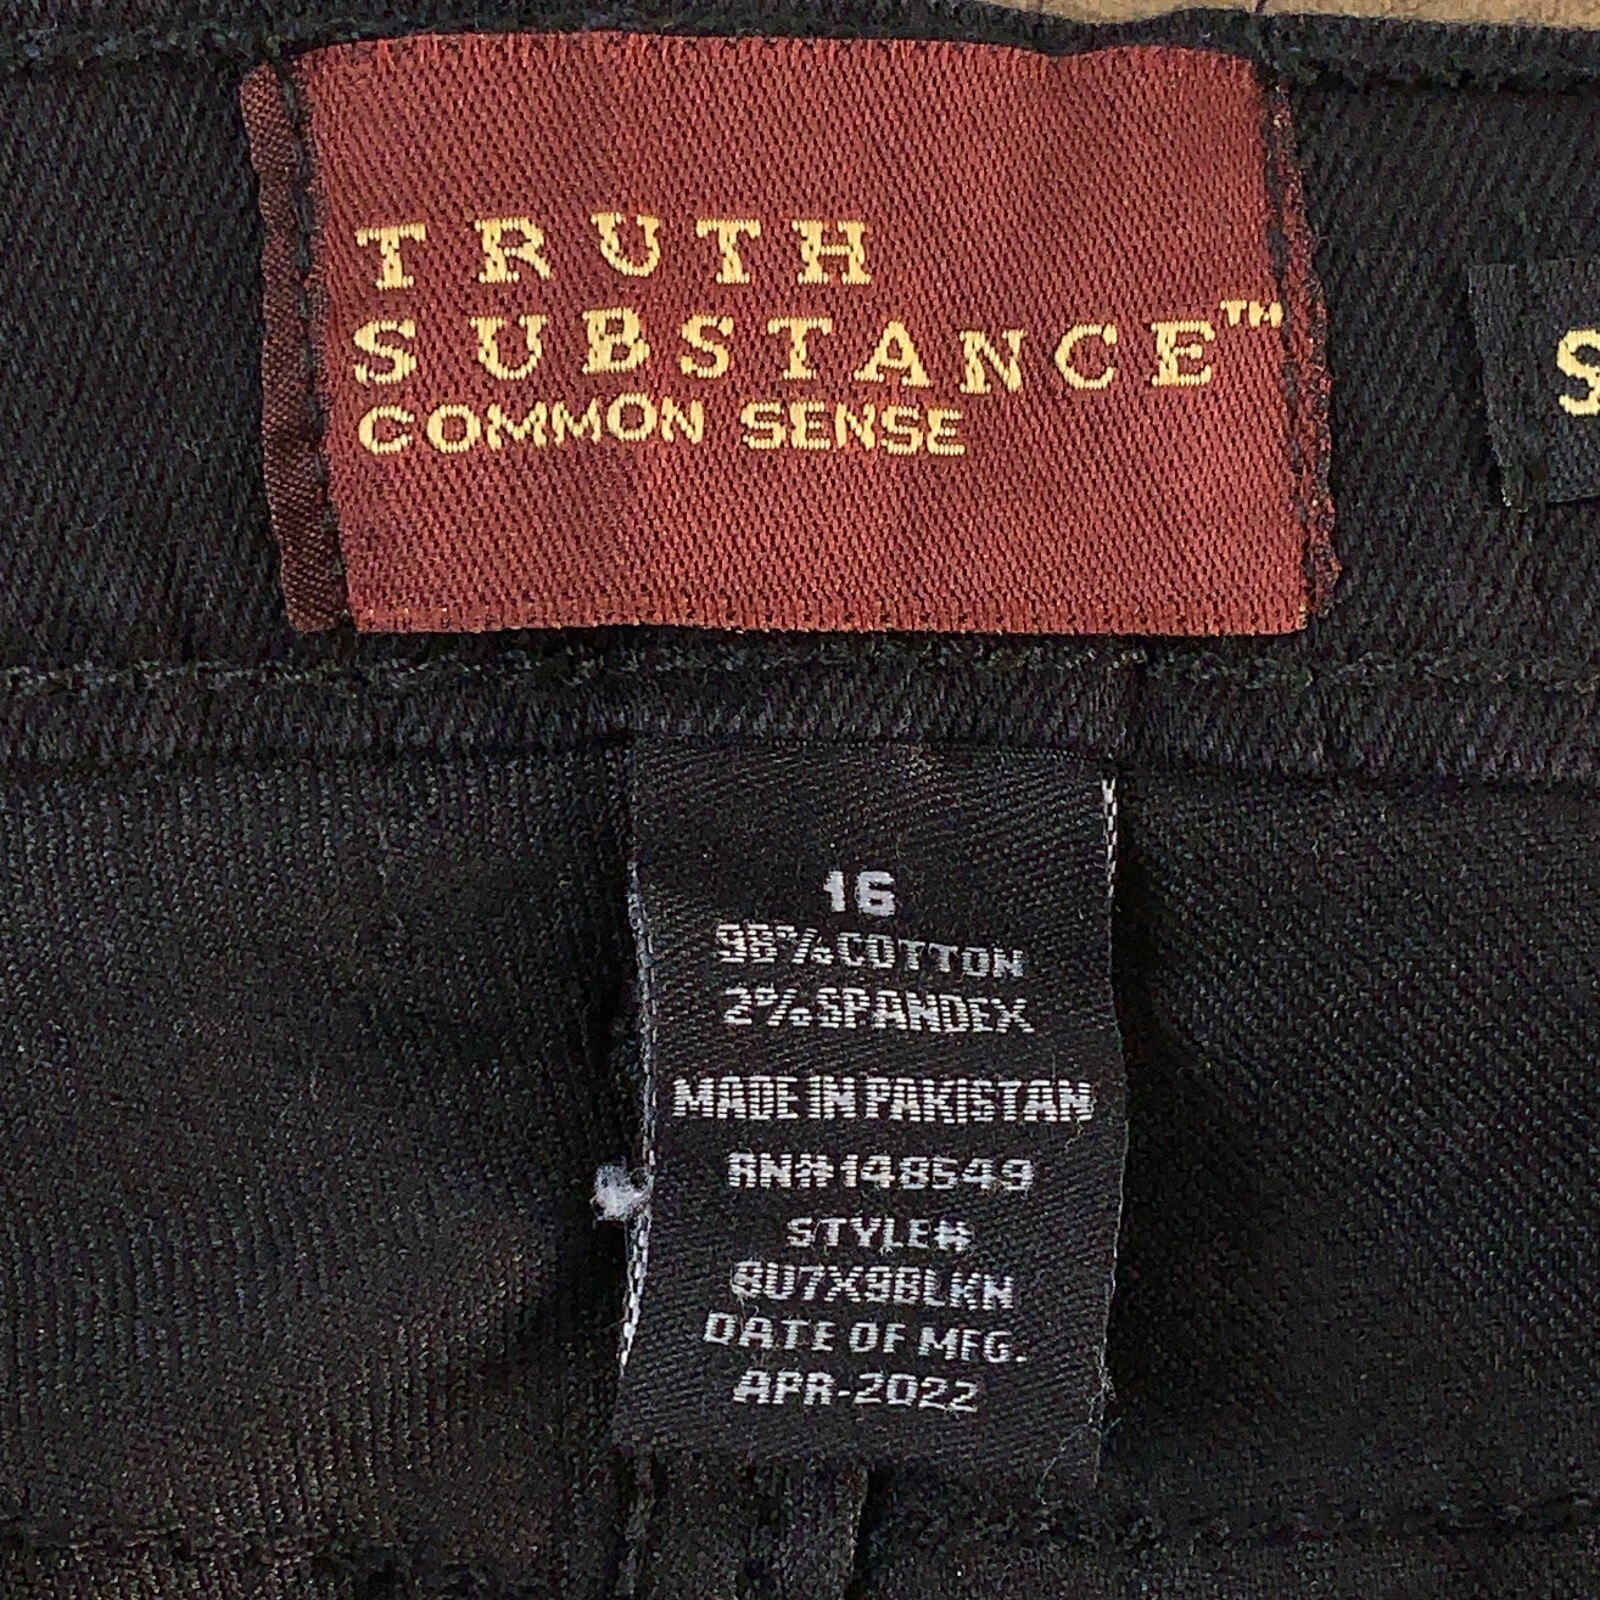 TRUTH
SUBSTANCE™
COMMON SENSE
S
16
98%COTTON
2%SPANDEX
MADE IN PAKISTAN
RN#148549
STYLE#
6U7X9BLKN
DATE OF MFG.
APR-2022